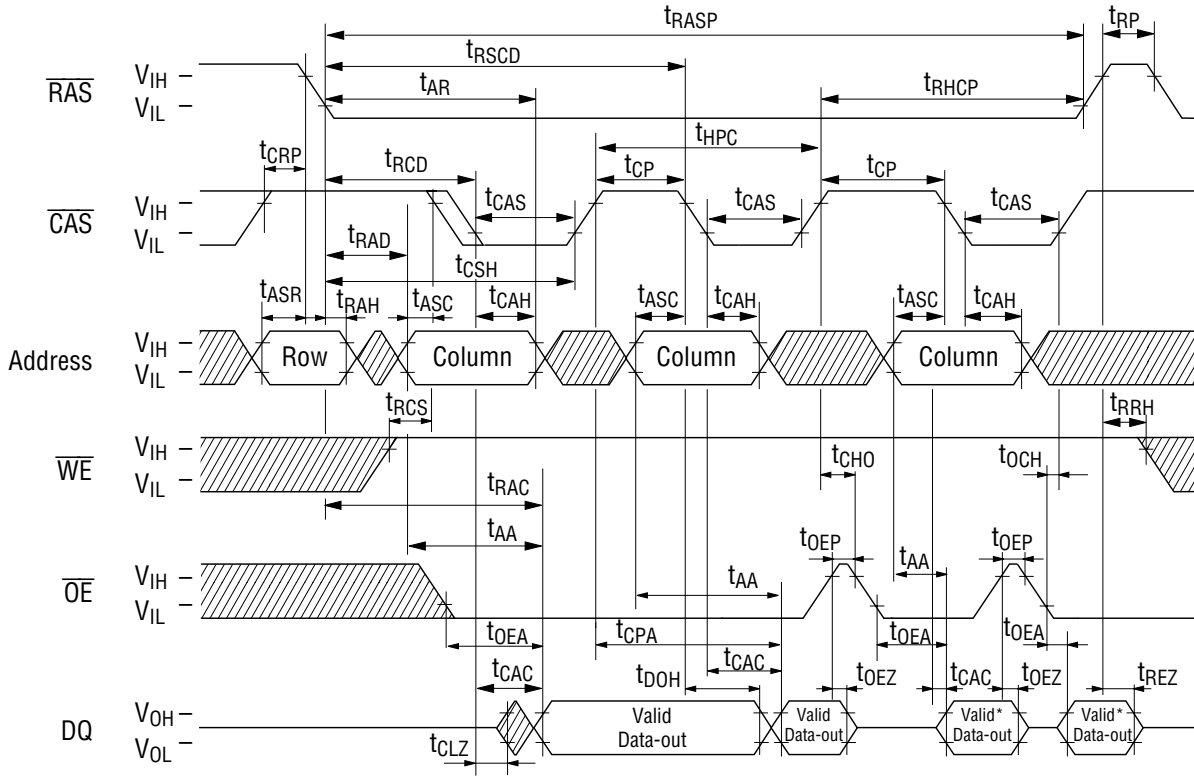 tRASP tRP
tRSCD
RAS VIH
VIL
tAR tRHCP
tHPC
tCRP tRCD tCP tCP
CAS VIH
VIL
tCAS tCAS tCAS
tRAD
tCSH
tASR tRAH tASC tCAH tASC tCAH tASC tCAH
Address VIH
VIL
Row Column Column Column
tRCS tRRH
WE VIH
VIL
tCHO tOCH
tRAC
tAA tOEP tOEP
OE VIH
VIL
tAA tAA
tOEA tCPA tOEA tOEA
tCAC tDOH tCAC tOEZ tCAC tOEZ tREZ
DQ VOH
VOL
Valid Valid Valid* Valid*
Data-out Data-out Data-out Data-out
tCLZ